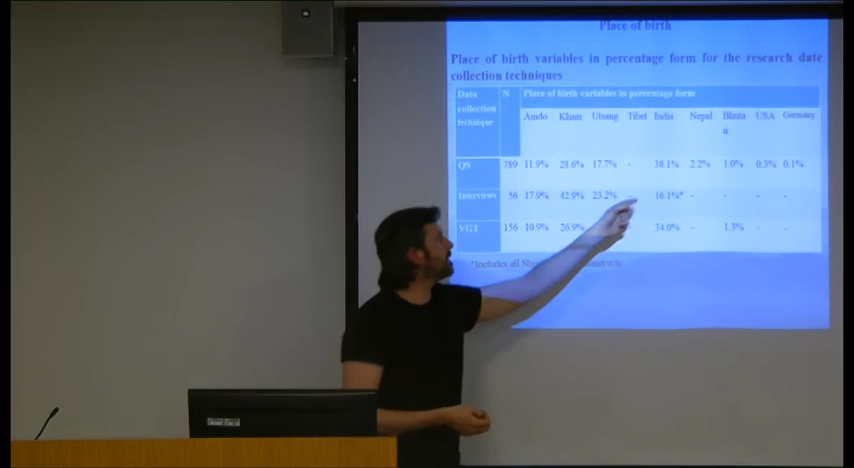 Place of birth
Place of birth variables in percentage form for the research date
collection techniques
Data collection technique N Place of birth variables in percentage form
Amdo Kham Utsang Tibet India Nepal Bhutan USA Germany
QS 789 11.9% 28.6% 17.7% - 38.1% 2.2% 1.0% 0.3% 0.1%
Interviews 56 17.9% 42.9% 23.2% 16.1%* - - - -
VGT 156 10.9% 26.9% 34.0% - 1.3% - -
*Includes all